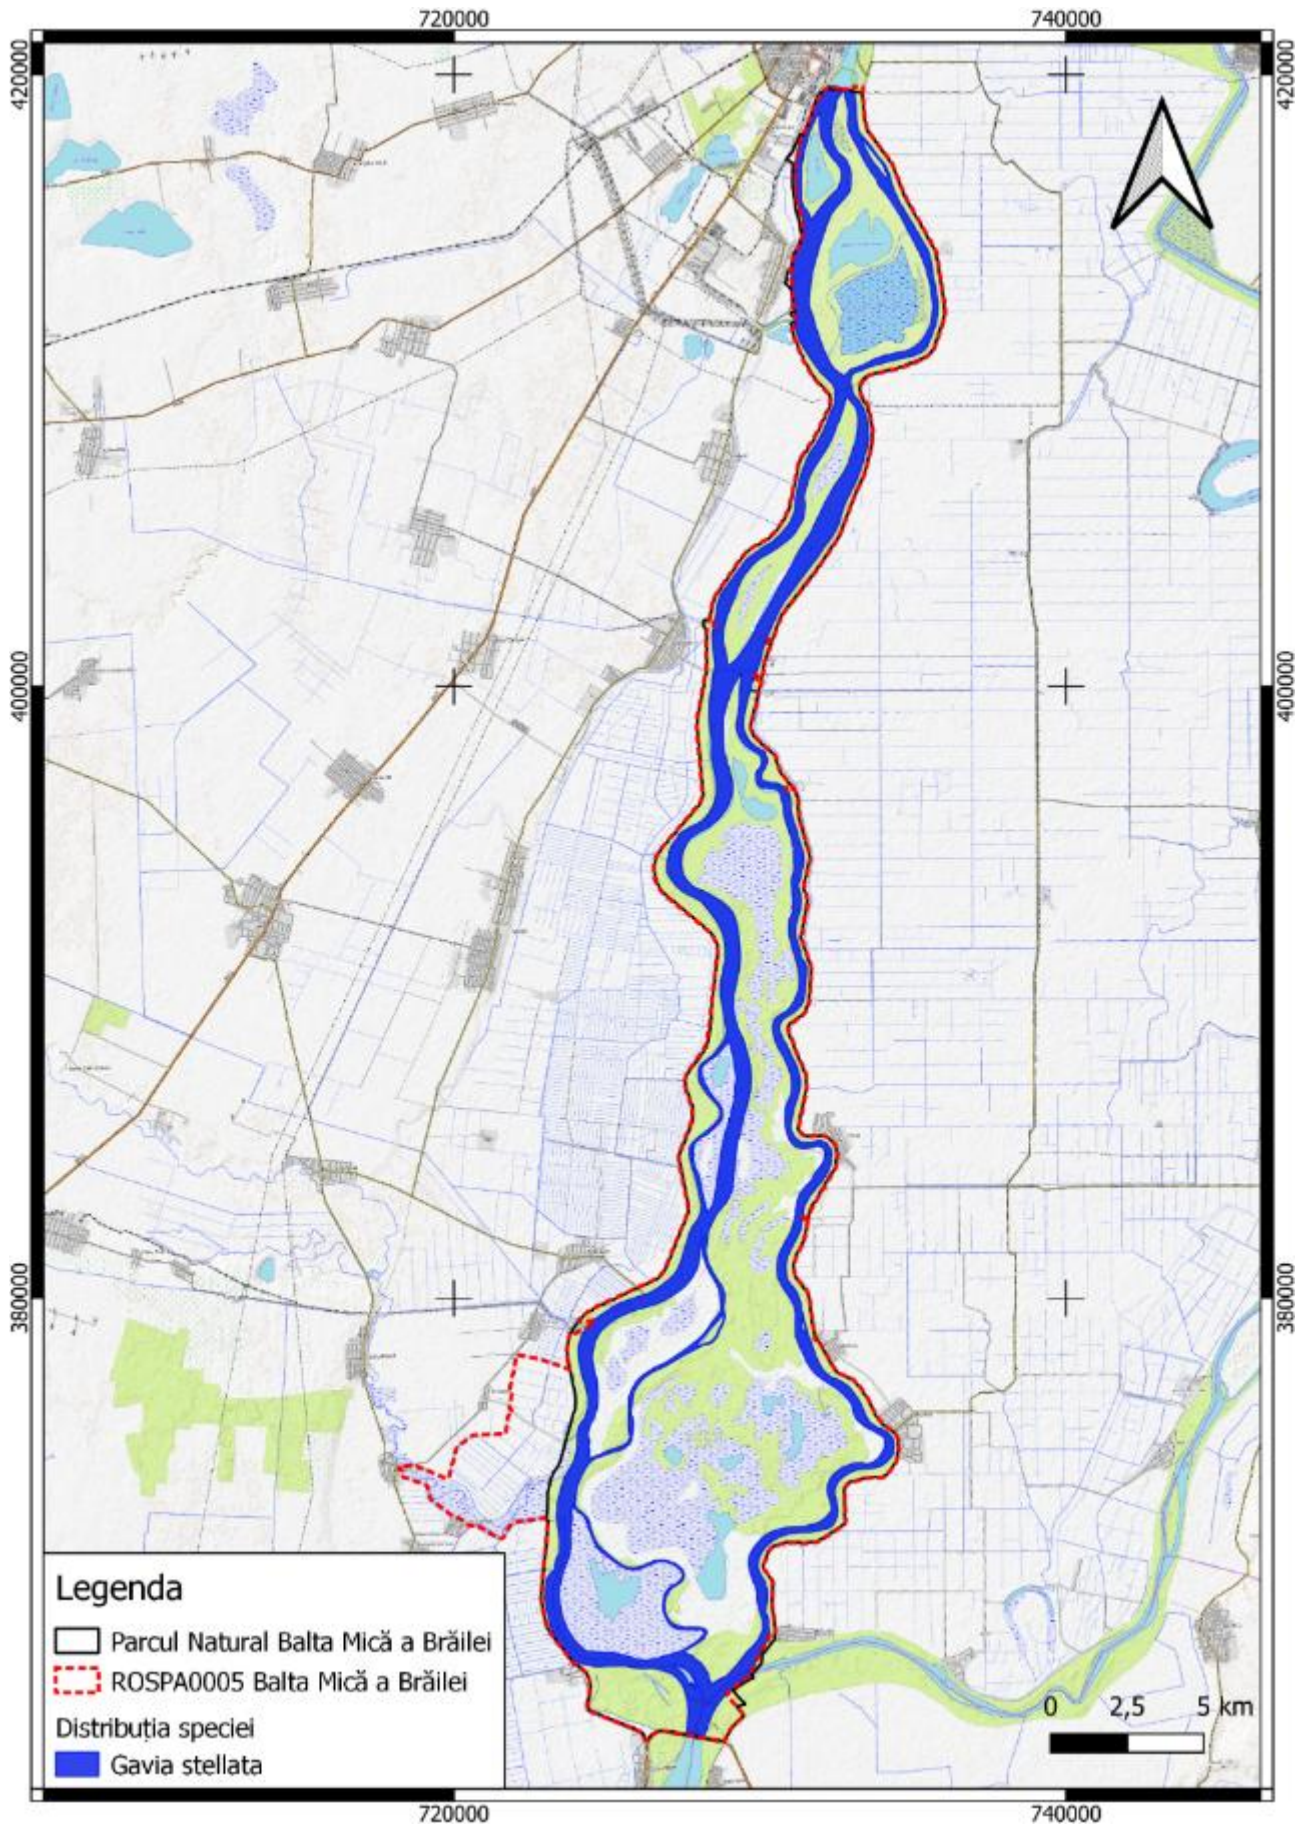 720000
740000
420000
420000
400000
400000
380000
380000
Legenda
Parcul Natural Balta Mică a Brăilei
ROSPA0005 Balta Mică a Brăilei
Distribuția speciei
Gavia stellata
0 2,5 5 km
720000
740000